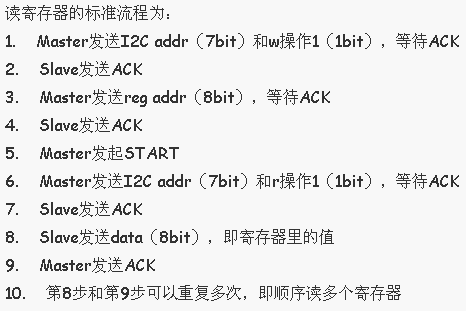 读寄存器的标准流程为：
1. Master发送I2C addr（7bit）和w操作1（1bit），等待ACK
2. Slave发送ACK
3. Master发送reg addr（8bit），等待ACK
4. Slave发送ACK
5. Master发起START
6. Master发送I2C addr（7bit）和r操作1（1bit），等待ACK
7. Slave发送ACK
8. Slave发送data（8bit），即寄存器里的值
9. Master发送ACK
10. 第8步和第9步可以重复多次，即顺序读多个寄存器